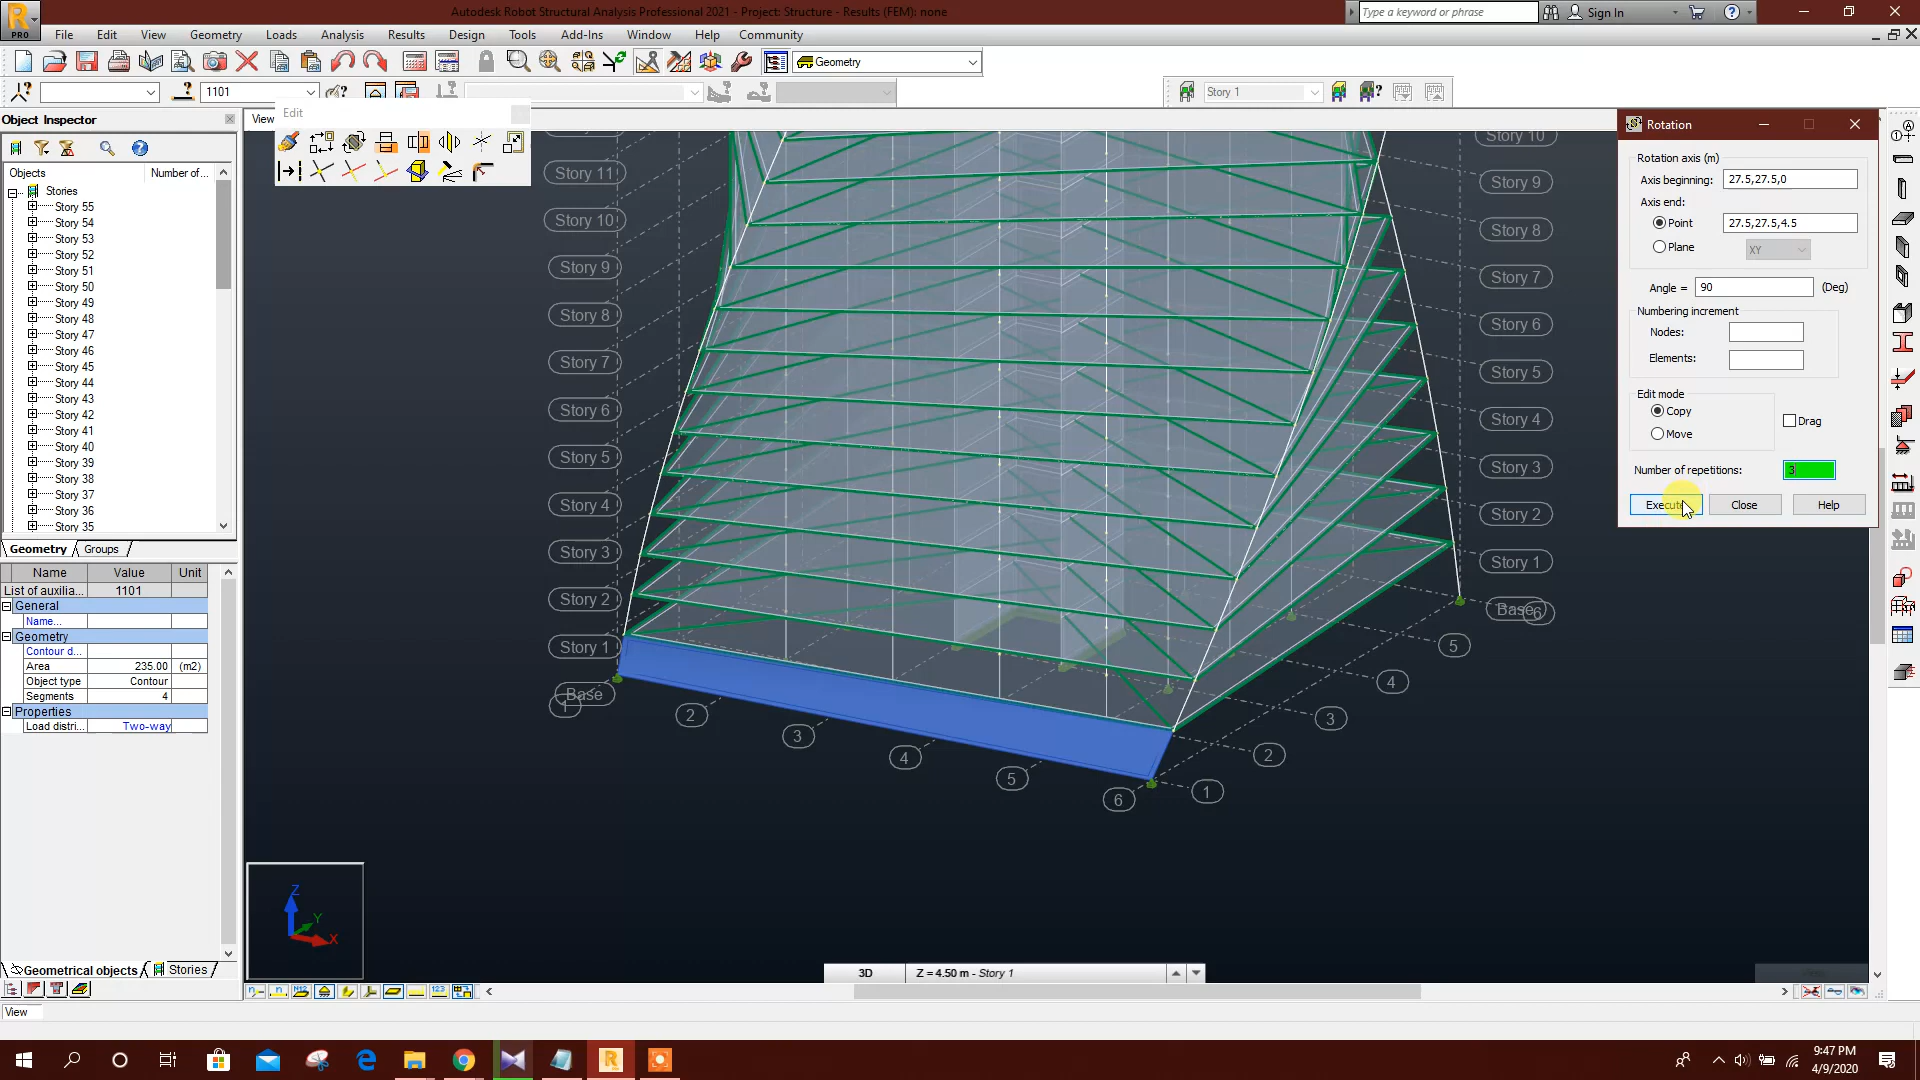 Autodesk Robot Structural Analysis Professional 2021 - Project: Structure - Results (FEM): none
Type a keyword or phrase
Sign In
PRO
File Edit View Geometry Loads Analysis Results Design Tools Add-Ins Window Help Community
Geometry
1101
Story 1
Object Inspector
View
Edit
Objects
Number of...
Stories
Story 55
Story 54
Story 53
Story 52
Story 51
Story 50
Story 49
Story 48
Story 47
Story 46
Story 45
Story 44
Story 43
Story 42
Story 41
Story 40
Story 39
Story 38
Story 37
Story 36
Story 35
Geometry
Groups
Name Value Unit
List of auxilia... 1101
General
Name...
Geometry
Contour d...
Area 235.00 (m2)
Object type Contour
Segments 4
Properties
Load distri... Two-way
Geometrical objects
Stories
View
Story 11
Story 10
Story 9
Story 8
Story 7
Story 6
Story 5
Story 4
Story 3
Story 2
Story 1
Base
1
2
3
4
5
6
Story 10
Story 9
Story 8
Story 7
Story 6
Story 5
Story 4
Story 3
Story 2
Story 1
Base
6
5
4
3
2
1
Z
Y
X
3D
Z = 4.50 m - Story 1
Rotation
Rotation axis (m)
Axis beginning: 27.5,27.5,0
Axis end:
Point 27.5,27.5,4.5
Plane XY
Angle = 90 (Deg)
Numbering increment
Nodes:
Elements:
Edit mode
Copy
Move
Drag
Number of repetitions: 3
Execute Close Help
9:47 PM
4/9/2020